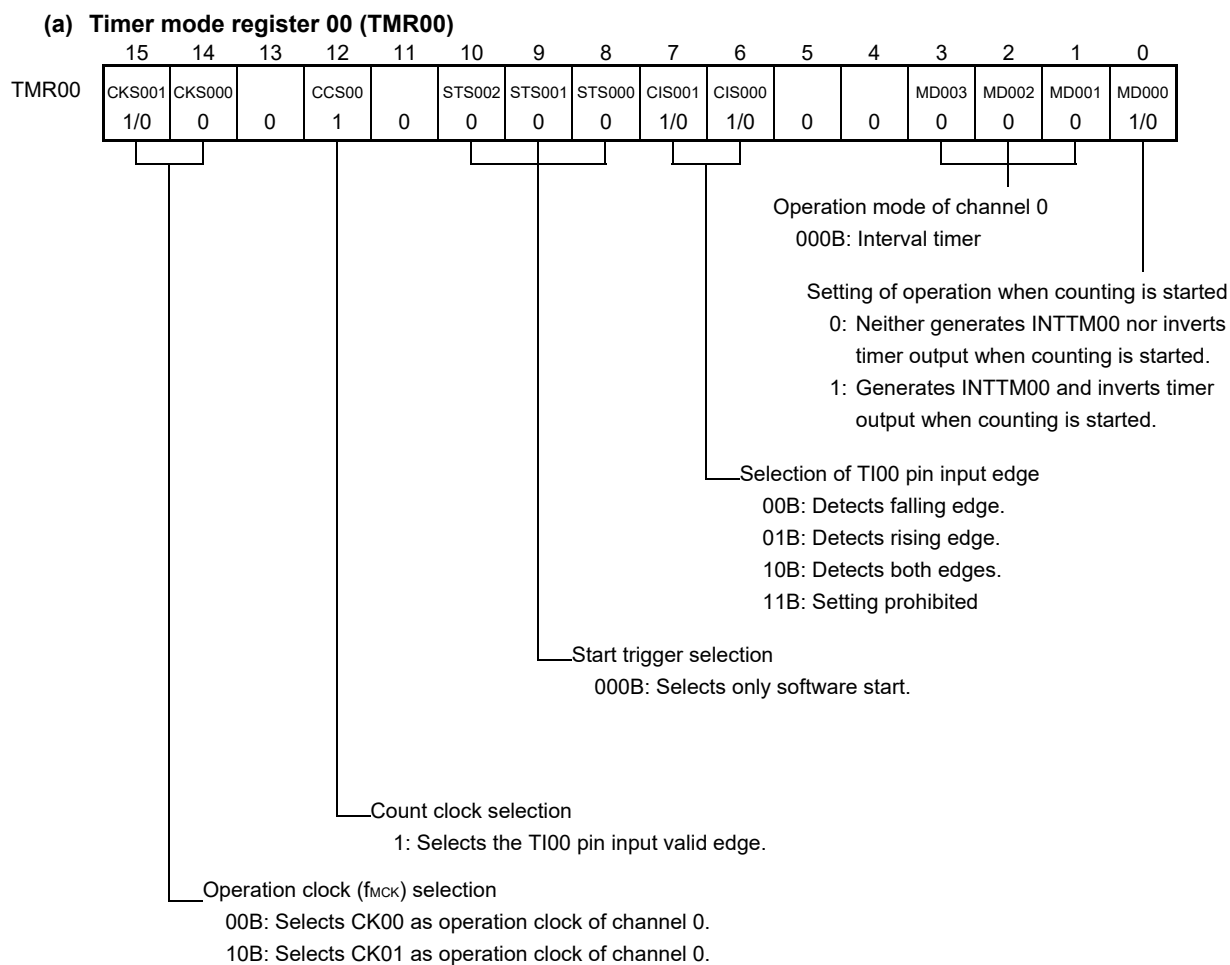 (a) Timer mode register 00 (TMR00)
15 14 13 12 11 10 9 8 7 6 5 4 3 2 1 0
TMR00 CKS001 CKS000 CCS00 STS002 STS001 STS000 CIS001 CIS000 MD003 MD002 MD001 MD000
1/0 0 0 1 0 0 0 0 1/0 1/0 0 0 0 0 0 1/0
Operation mode of channel 0
000B: Interval timer
Setting of operation when counting is started
0: Neither generates INTTM00 nor inverts
timer output when counting is started.
1: Generates INTTM00 and inverts timer
output when counting is started.
Selection of TI00 pin input edge
00B: Detects falling edge.
01B: Detects rising edge.
10B: Detects both edges.
11B: Setting prohibited
Start trigger selection
000B: Selects only software start.
Count clock selection
1: Selects the TI00 pin input valid edge.
Operation clock (fMCK) selection
00B: Selects CK00 as operation clock of channel 0.
10B: Selects CK01 as operation clock of channel 0.